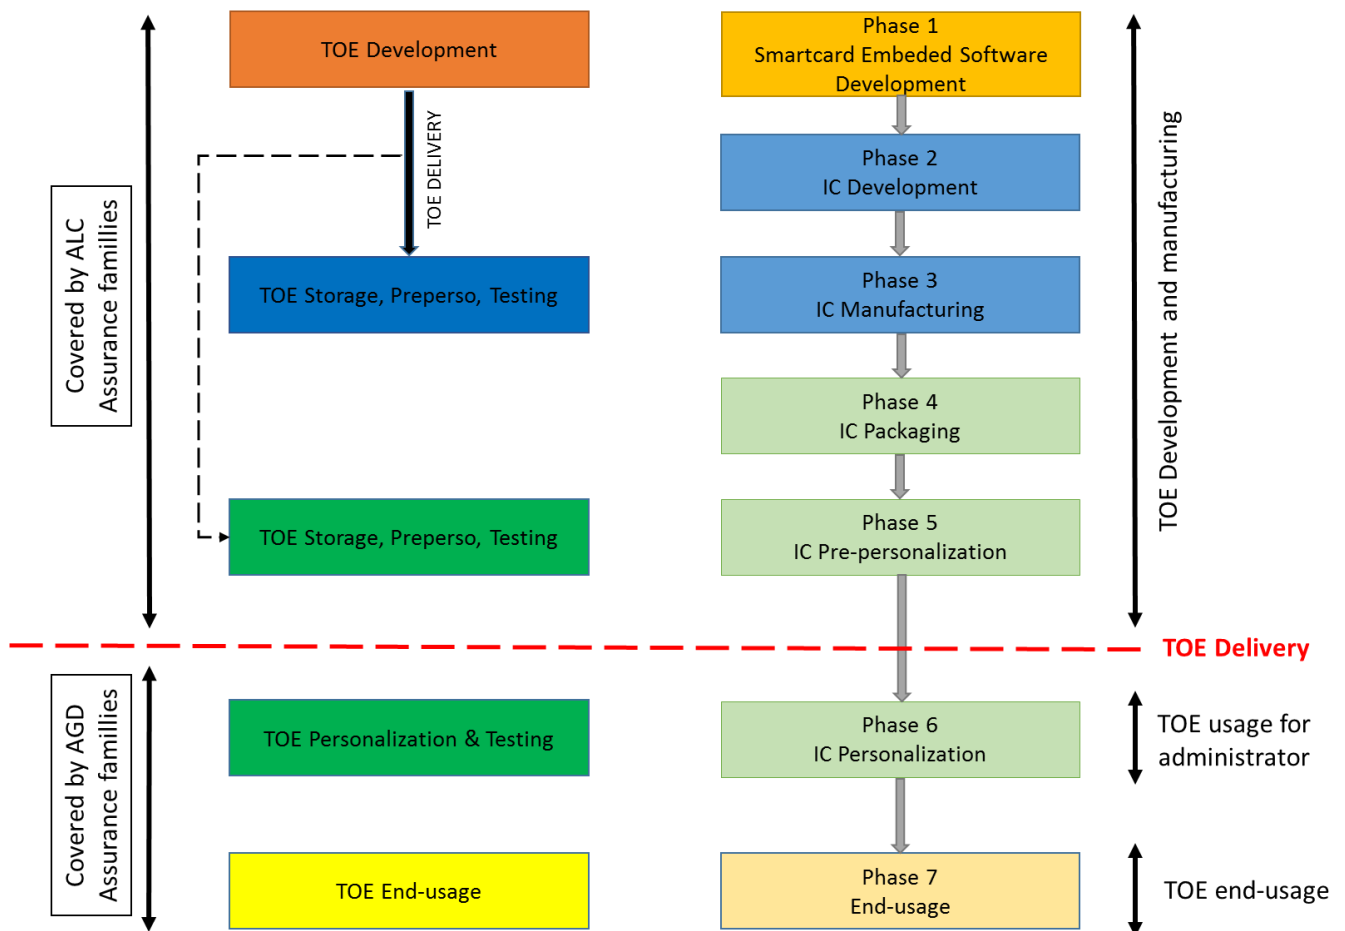 TOE Development
Phase 1
Smartcard Embeded Software
Development
TOE DELIVERY
Phase 2
IC Development
Covered by ALC
Assurance famillies
TOE Development and manufacturing
TOE Storage, Preperso, Testing
Phase 3
IC Manufacturing
Phase 4
IC Packaging
TOE Storage, Preperso, Testing
Phase 5
IC Pre-personalization
TOE Delivery
Covered by AGD
Assurance famillies
TOE Personalization & Testing
Phase 6
IC Personalization
TOE usage for
administrator
TOE End-usage
Phase 7
End-usage
TOE end-usage